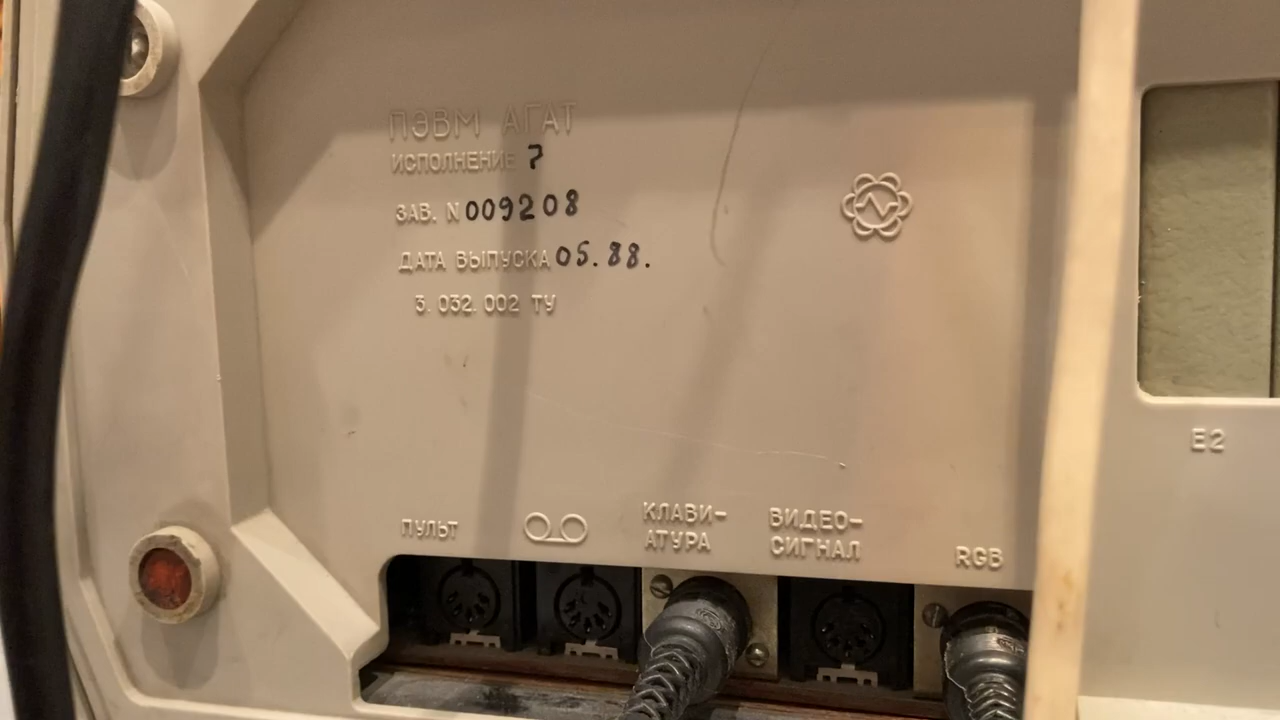 ПЭВМ АГАТ
ИСПОЛНЕНИЕ 7
ЗАВ. N 009208
ДАТА ВЫПУСКА 05.88.
3.032.002 ТУ
E2
ПУЛЬТ
КЛАВИ-
АТУРА
ВИДЕО-
СИГНАЛ
RGB